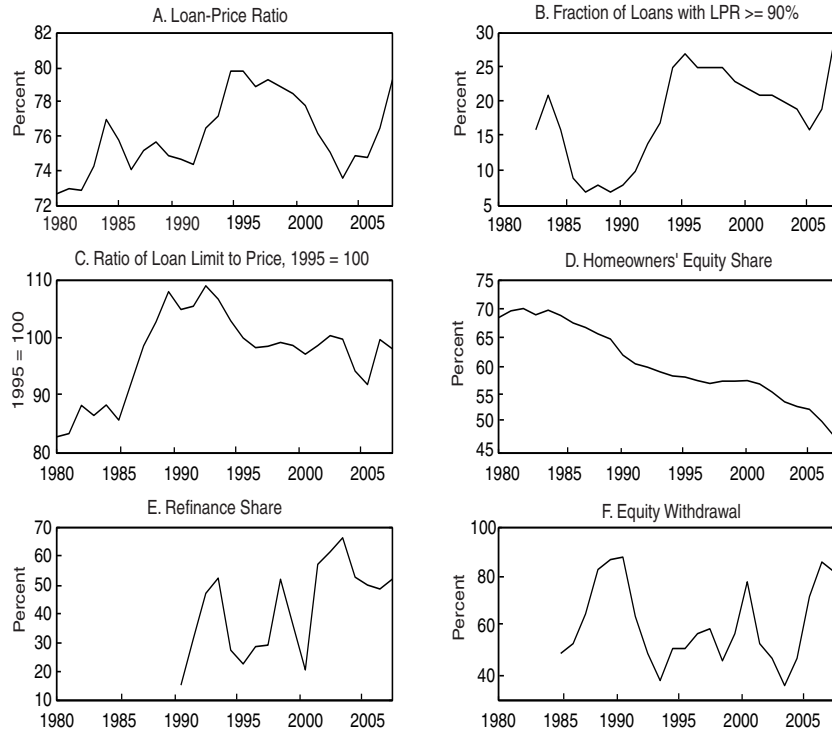 A. Loan-Price Ratio
82
80
78
76
74
72
Percent
1980 1985 1990 1995 2000 2005
B. Fraction of Loans with LPR >= 90%
30
25
20
15
10
5
Percent
1980 1985 1990 1995 2000 2005
C. Ratio of Loan Limit to Price, 1995 = 100
110
100
90
80
1995 = 100
1980 1985 1990 1995 2000 2005
D. Homeowners' Equity Share
75
70
65
60
55
50
45
Percent
1980 1985 1990 1995 2000 2005
E. Refinance Share
70
60
50
40
30
20
10
Percent
1980 1985 1990 1995 2000 2005
F. Equity Withdrawal
100
80
60
40
Percent
1980 1985 1990 1995 2000 2005